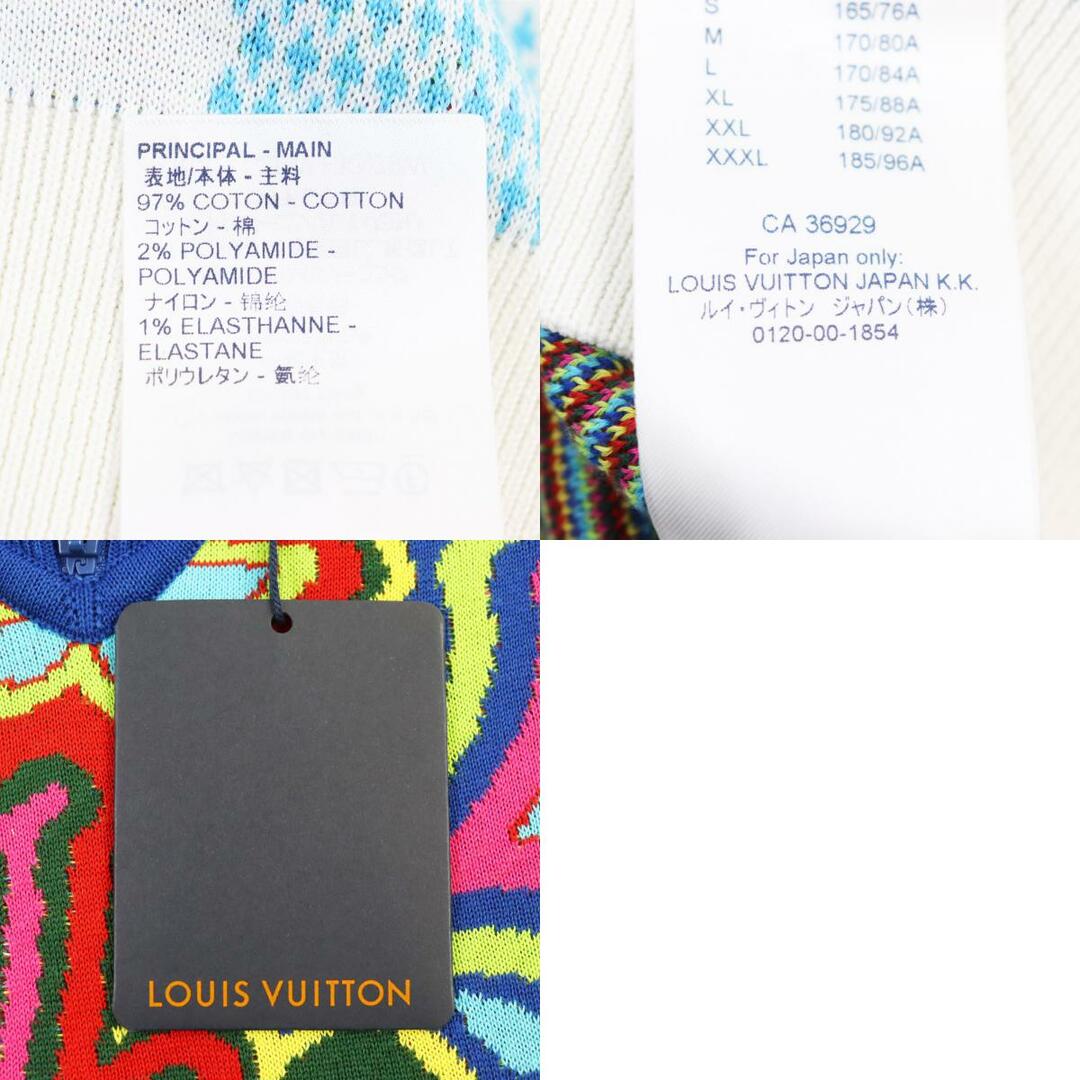 PRINCIPAL - MAIN
表地/本体 - 主料
97% COTON - COTTON
コットン - 棉
2% POLYAMIDE -
POLYAMIDE
ナイロン - 锦纶
1% ELASTHANNE -
ELASTANE
ポリウレタン - 氨纶
S 165/76A
M 170/80A
L 170/84A
XL 175/88A
XXL 180/92A
XXXL 185/96A
CA 36929
For Japan only:
LOUIS VUITTON JAPAN K.K.
ルイ・ヴィトン ジャパン(株)
0120-00-1854
LOUIS VUITTON